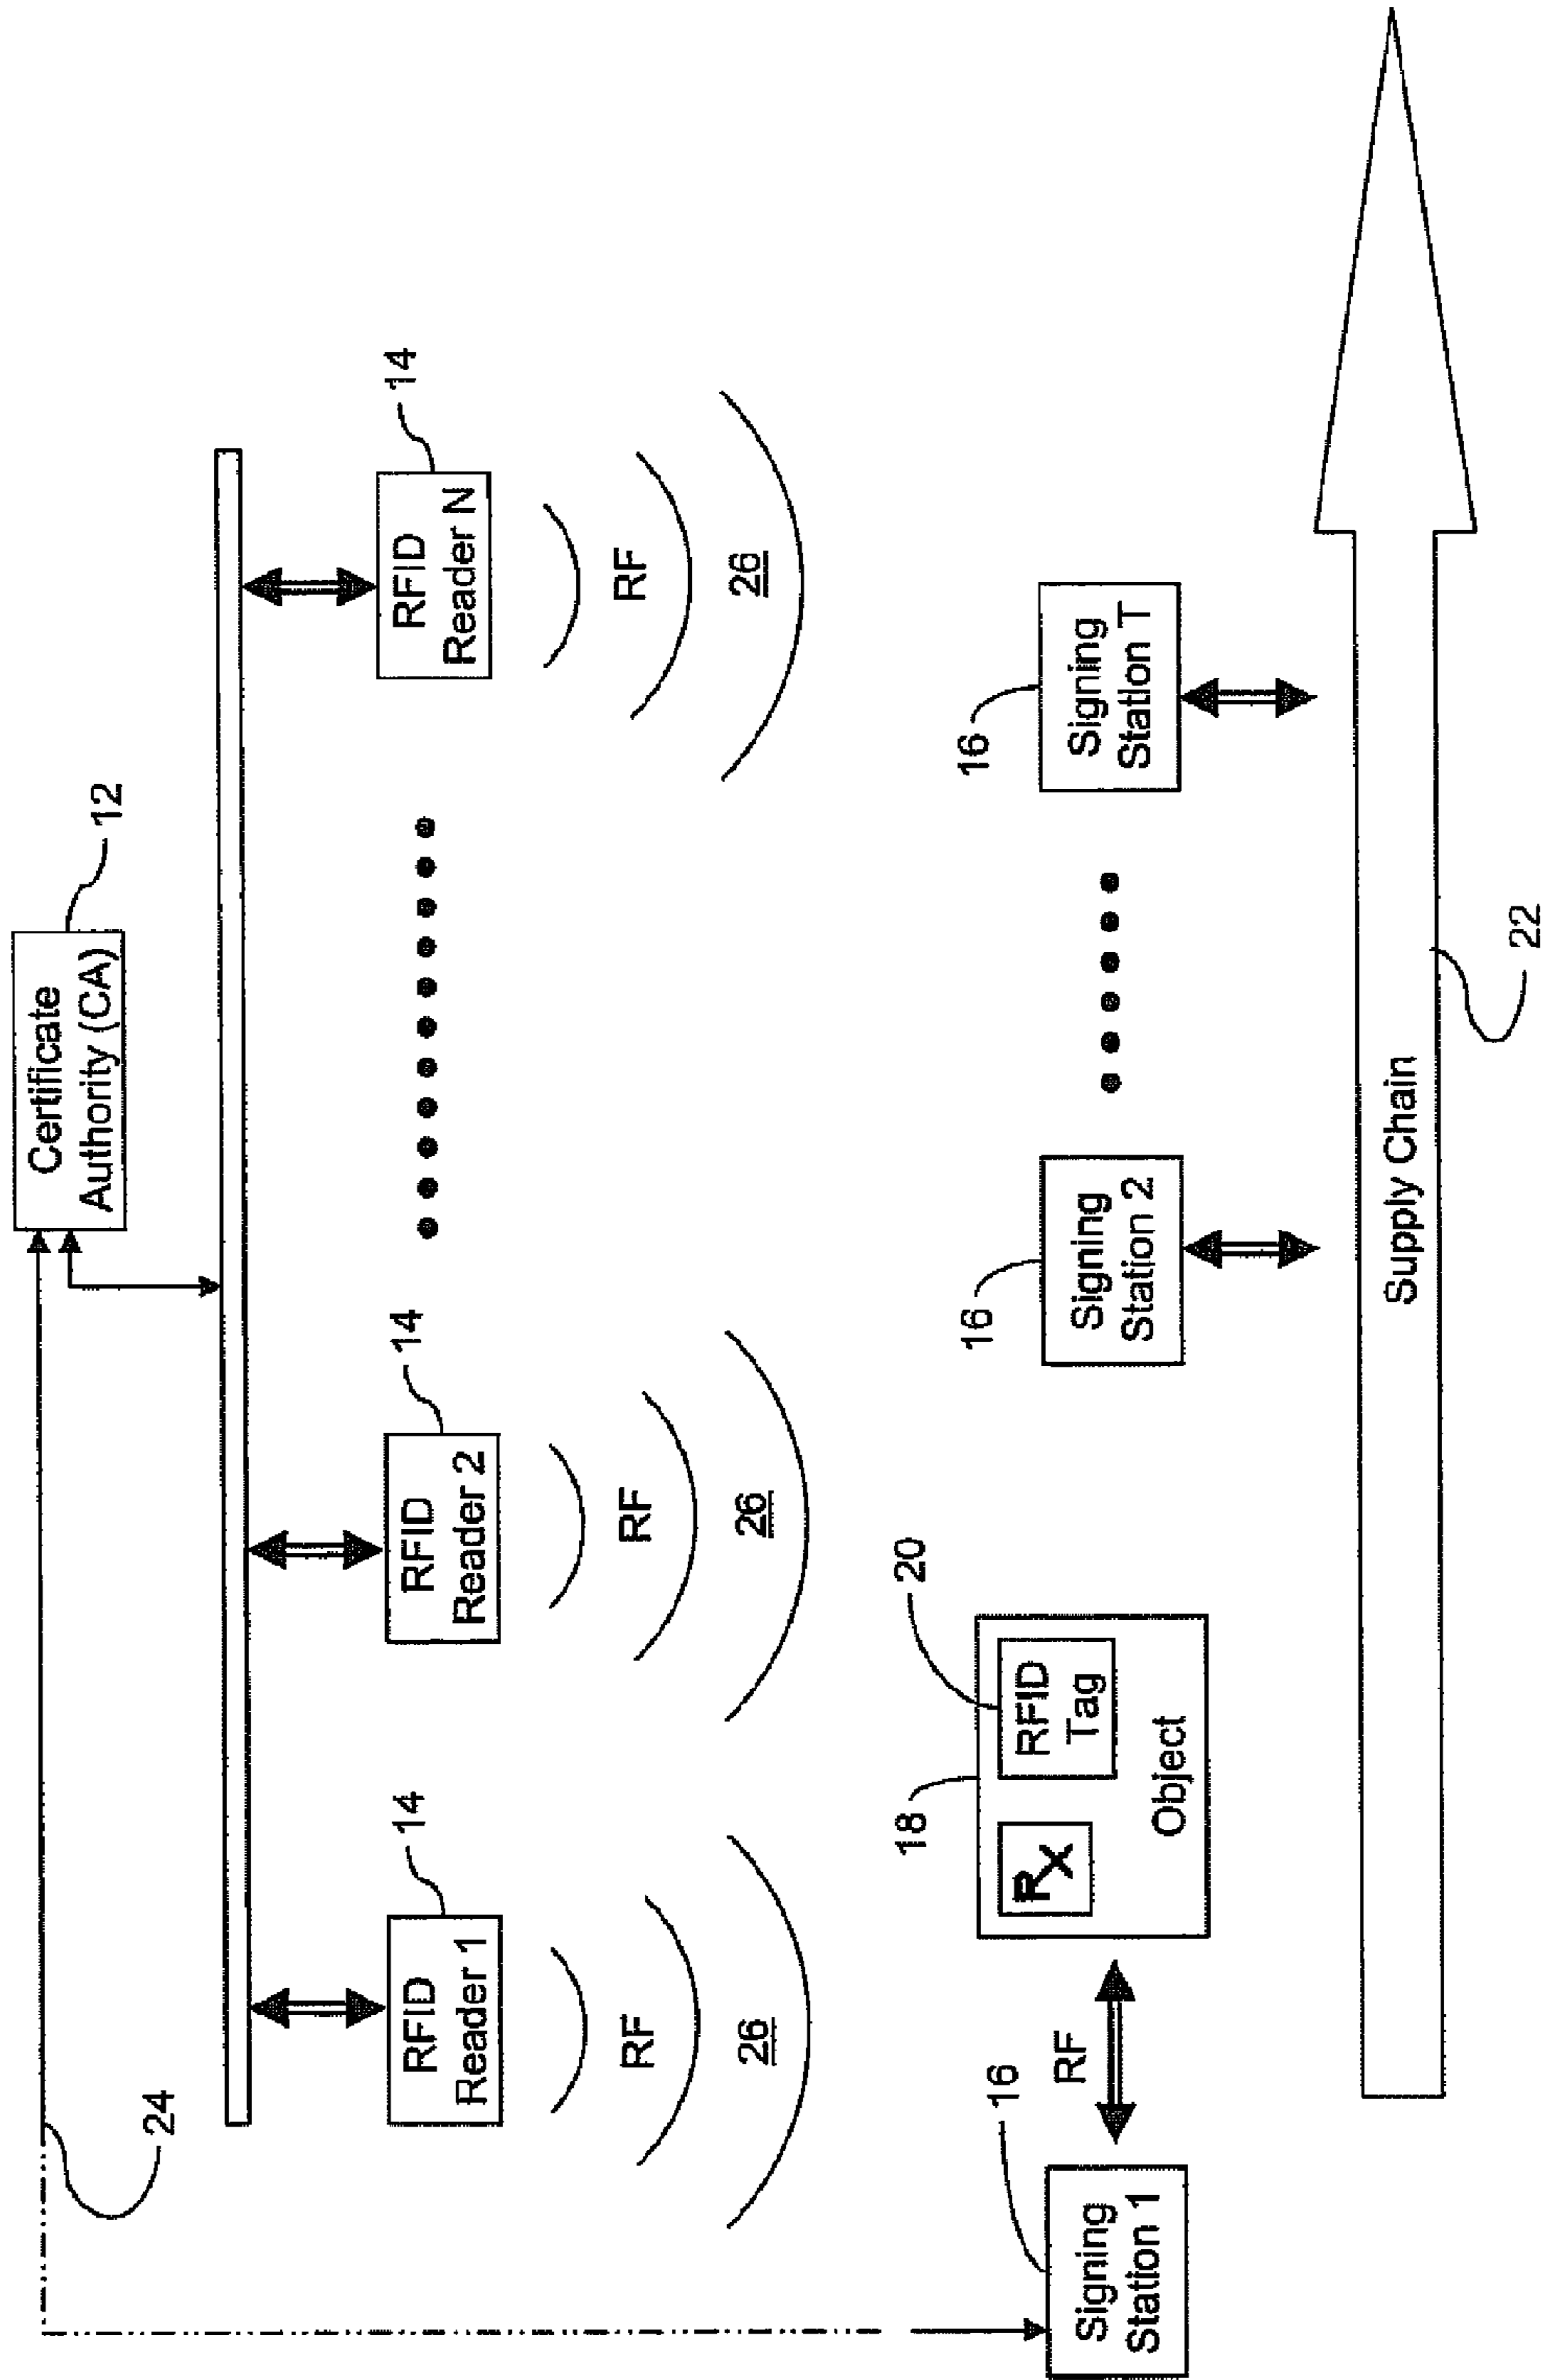 Certificate
Authority (CA)
12
24
14
14
14
RFID
Reader 1
RFID
Reader 2
RFID
Reader N
RF
RF
RF
26
26
26
16
18
20
16
16
Signing
Station 1
RF
Rx
RFID
Tag
Object
Signing
Station 2
Signing
Station T
Supply Chain
22